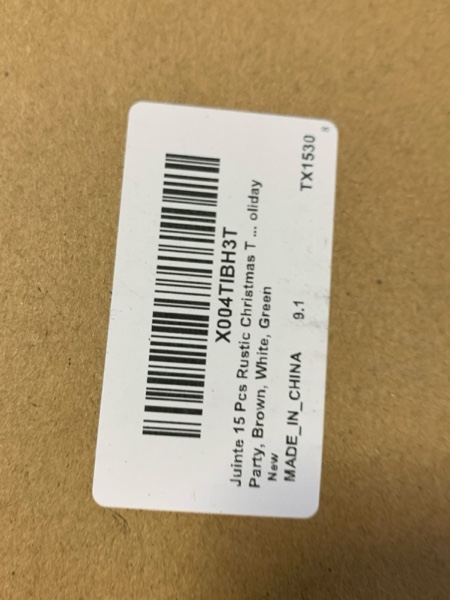 X004TIBH3T
Juinte 15 Pcs Rustic Christmas T ... oliday
Party, Brown, White, Green
New
MADE_IN_CHINA 9.1 TX1530